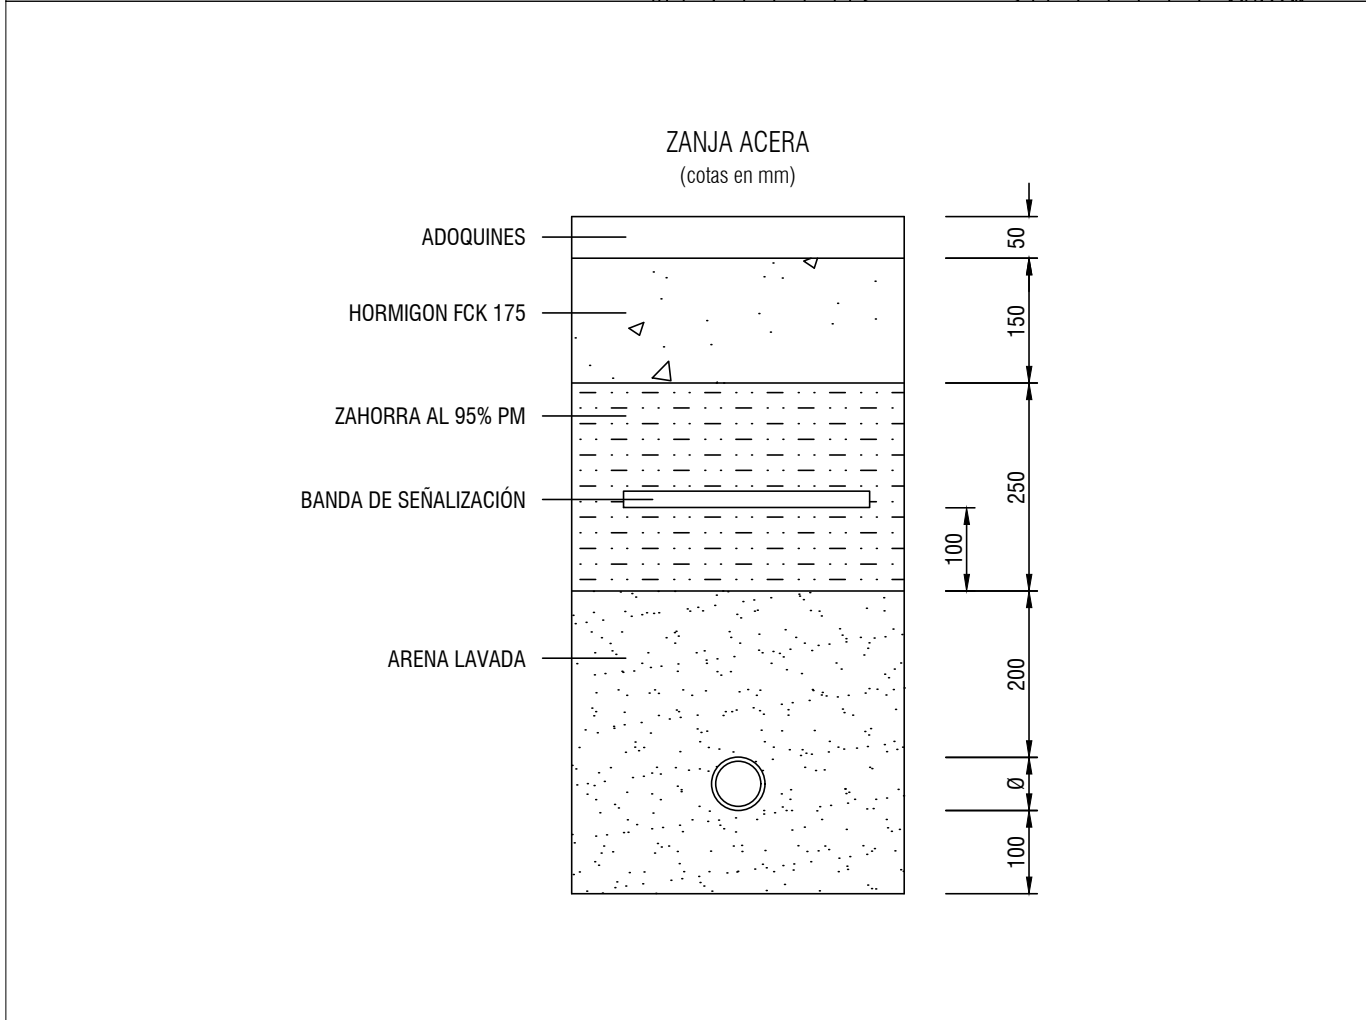 ZANJA ACERA
(cotas en mm)
ADOQUINES
50
HORMIGON FCK 175
150
ZAHORRA AL 95% PM
BANDA DE SEÑALIZACIÓN
250
100
ARENA LAVADA
200
Ø
100